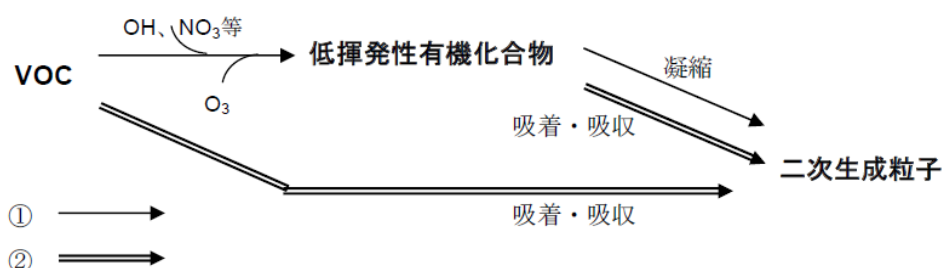 OH、NO₃等
VOC
低揮発性有機化合物
O₃
凝縮
吸着・吸収
二次生成粒子
吸着・吸収
①
②